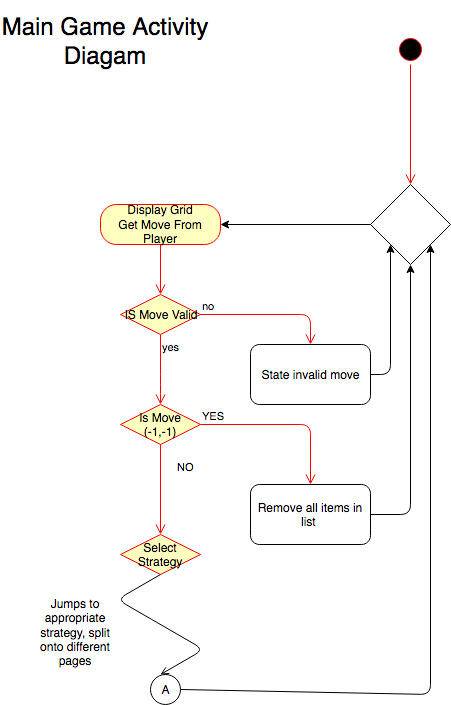 Main Game Activity
Diagam
Display Grid
Get Move From
Player
IS Move Valid
no
yes
State invalid move
Is Move
(-1,-1)
YES
NO
Remove all items in
list
Select
Strategy
Jumps to
appropriate
strategy, split
onto different
pages
A